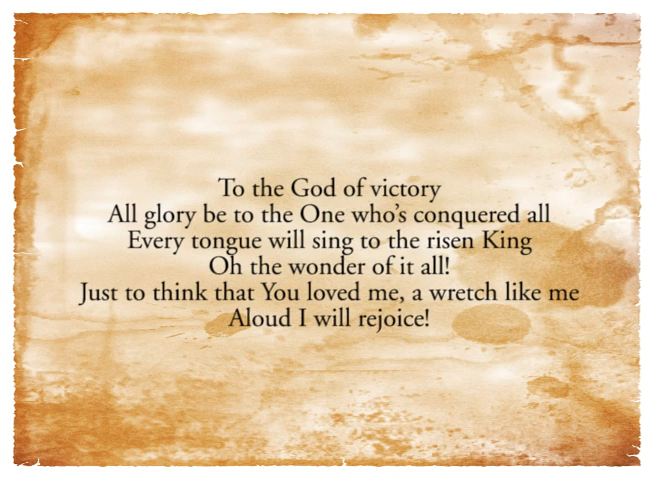 To the God of victory
All glory be to the One who’s conquered all
Every tongue will sing to the risen King
Oh the wonder of it all!
Just to think that You loved me, a wretch like me
Aloud I will rejoice!